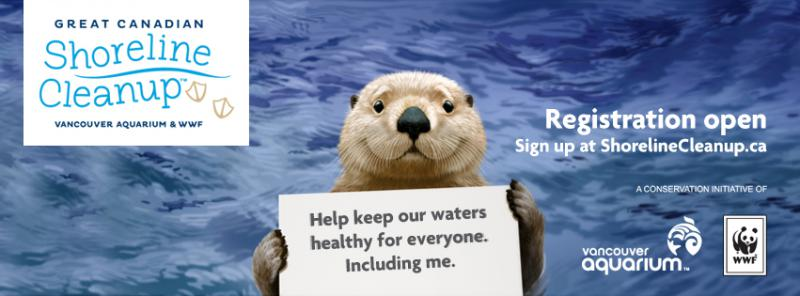 GREAT CANADIAN
Shoreline
Cleanup™
VANCOUVER AQUARIUM & WWF
Help keep our waters
healthy for everyone.
Including me.
Registration open
Sign up at ShorelineCleanup.ca
A CONSERVATION INITIATIVE OF
vancouver
aquarium™
WWF